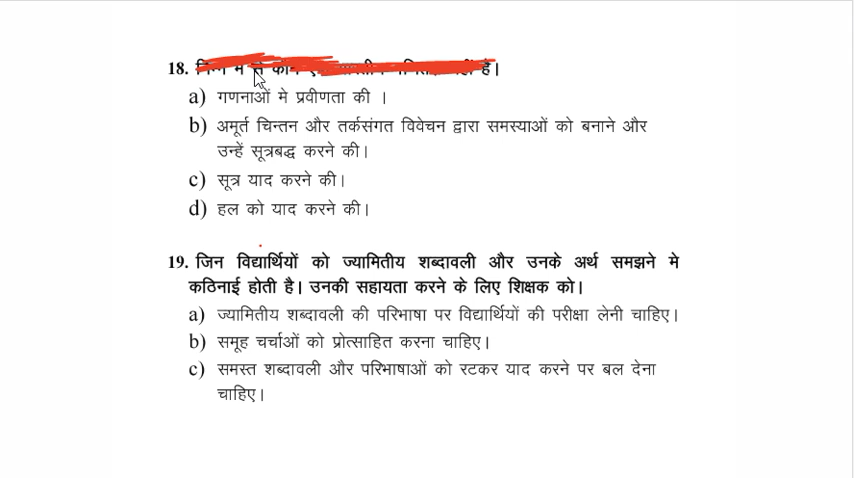 18. में से है।
a) गणनाओं मे प्रवीणता की ।
b) अमूर्त चिन्तन और तर्कसंगत विवेचन द्वारा समस्याओं को बनाने और
उन्हें सूत्रबद्ध करने की।
c) सूत्र याद करने की।
d) हल को याद करने की।
19. जिन विद्यार्थियों को ज्यामितीय शब्दावली और उनके अर्थ समझने मे
कठिनाई होती है। उनकी सहायता करने के लिए शिक्षक को।
a) ज्यामितीय शब्दावली की परिभाषा पर विद्यार्थियों की परीक्षा लेनी चाहिए।
b) समूह चर्चाओं को प्रोत्साहित करना चाहिए।
c) समस्त शब्दावली और परिभाषाओं को रटकर याद करने पर बल देना
चाहिए।